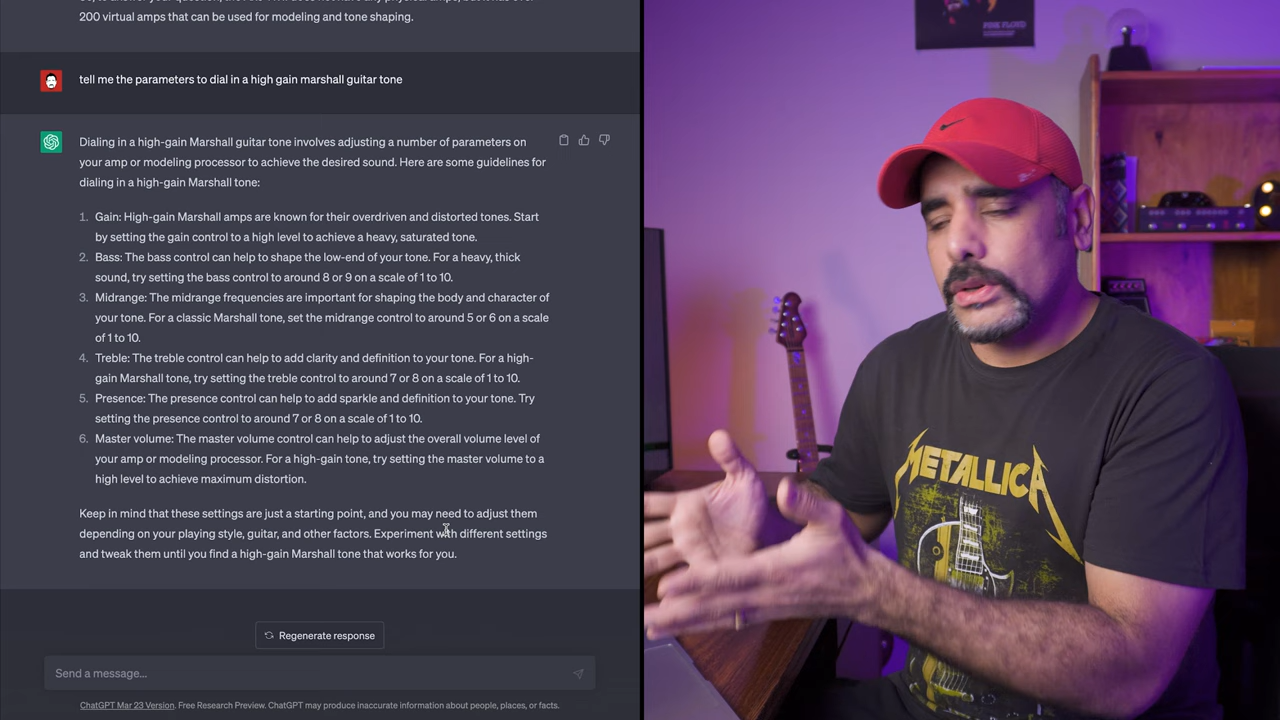 200 virtual amps that can be used for modeling and tone shaping.
tell me the parameters to dial in a high gain marshall guitar tone
Dialing in a high-gain Marshall guitar tone involves adjusting a number of parameters on
your amp or modeling processor to achieve the desired sound. Here are some guidelines for
dialing in a high-gain Marshall tone:
1. Gain: High-gain Marshall amps are known for their overdriven and distorted tones. Start
by setting the gain control to a high level to achieve a heavy, saturated tone.
2. Bass: The bass control can help to shape the low-end of your tone. For a heavy, thick
sound, try setting the bass control to around 8 or 9 on a scale of 1 to 10.
3. Midrange: The midrange frequencies are important for shaping the body and character of
your tone. For a classic Marshall tone, set the midrange control to around 5 or 6 on a scale
of 1 to 10.
4. Treble: The treble control can help to add clarity and definition to your tone. For a high-
gain Marshall tone, try setting the treble control to around 7 or 8 on a scale of 1 to 10.
5. Presence: The presence control can help to add sparkle and definition to your tone. Try
setting the presence control to around 7 or 8 on a scale of 1 to 10.
6. Master volume: The master volume control can help to adjust the overall volume level of
your amp or modeling processor. For a high-gain tone, try setting the master volume to a
high level to achieve maximum distortion.
Keep in mind that these settings are just a starting point, and you may need to adjust them
depending on your playing style, guitar, and other factors. Experiment with different settings
and tweak them until you find a high-gain Marshall tone that works for you.
Regenerate response
Send a message...
ChatGPT Mar 23 Version. Free Research Preview. ChatGPT may produce inaccurate information about people, places, or facts.
PINK FLOYD
METALLICA